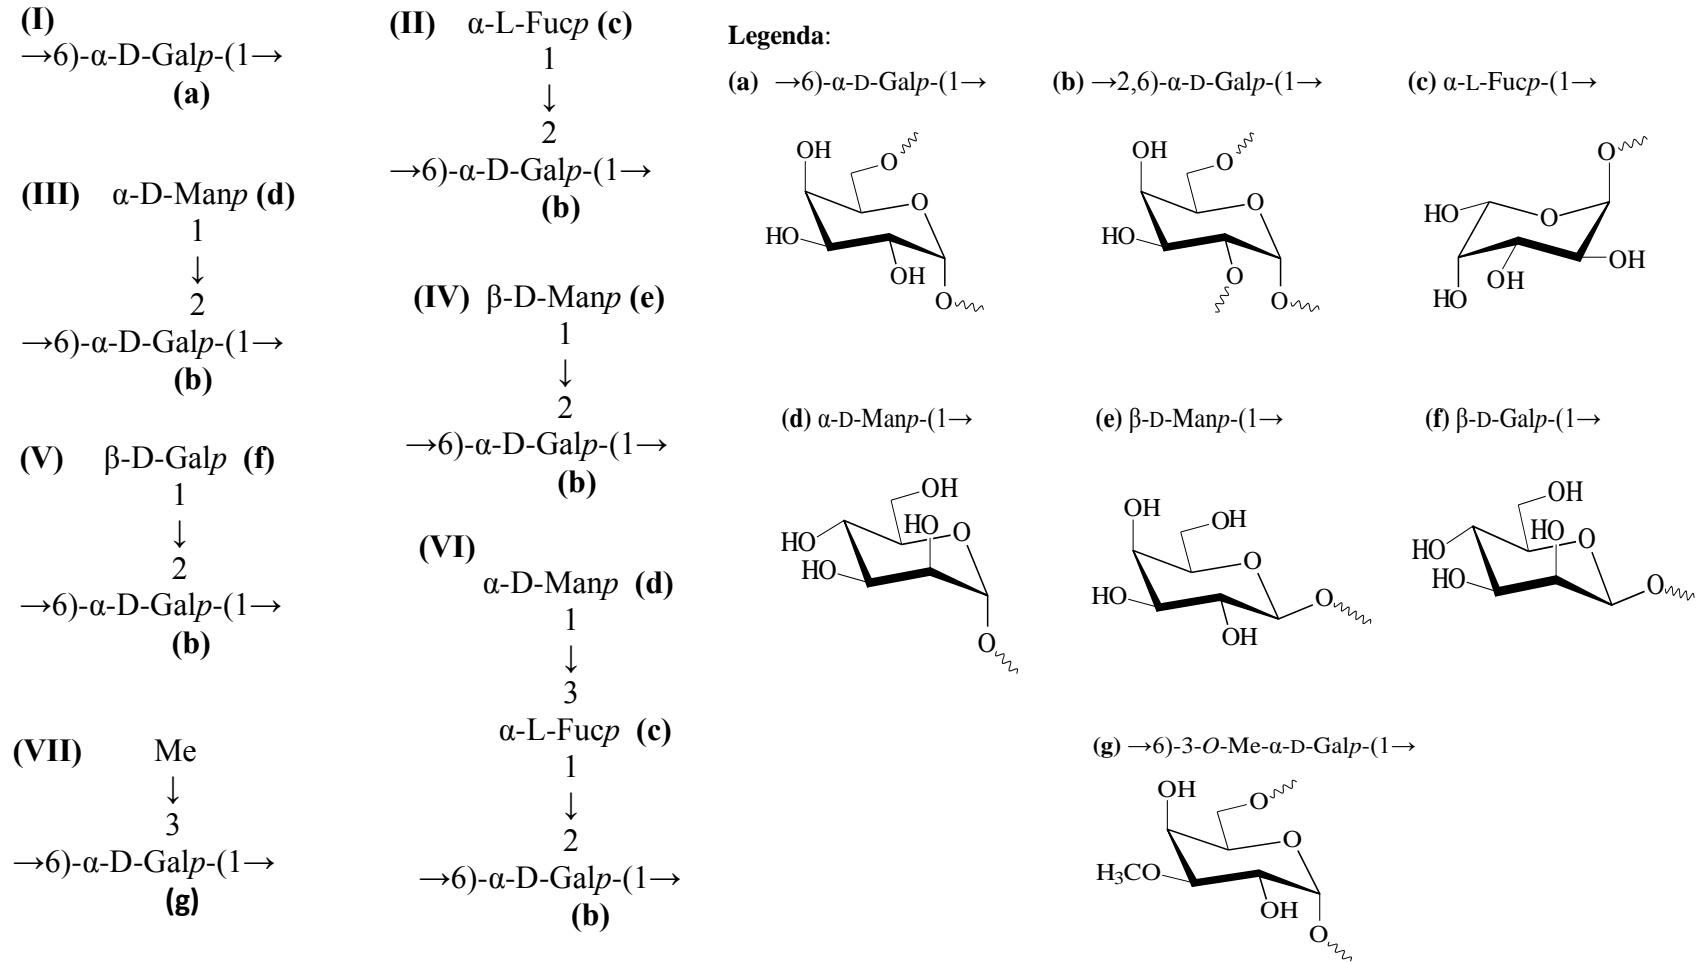 (I)
→6)-α-D-Galp-(1→
(a)
(II) α-L-Fucp (c)
1
↓
2
→6)-α-D-Galp-(1→
(b)
(III) α-D-Manp (d)
1
↓
2
→6)-α-D-Galp-(1→
(b)
(IV) β-D-Manp (e)
1
↓
2
→6)-α-D-Galp-(1→
(b)
(V) β-D-Galp (f)
1
↓
2
→6)-α-D-Galp-(1→
(b)
(VI)
α-D-Manp (d)
1
↓
3
α-L-Fucp (c)
1
↓
2
→6)-α-D-Galp-(1→
(b)
(VII) Me
↓
3
→6)-α-D-Galp-(1→
(g)
Legenda:
(a) →6)-α-D-Galp-(1→
OH
O
O
HO
OH
O
(b) →2,6)-α-D-Galp-(1→
OH
O
O
HO
O
O
(c) α-L-Fucp-(1→
O
HO
O
OH
OH
HO
(d) α-D-Manp-(1→
OH
HO
O
HO
HO
O
(e) β-D-Manp-(1→
OH
OH
O
HO
O
OH
(f) β-D-Galp-(1→
OH
HO
O
HO
HO
O
(g) →6)-3-O-Me-α-D-Galp-(1→
OH
O
O
H3CO
OH
O